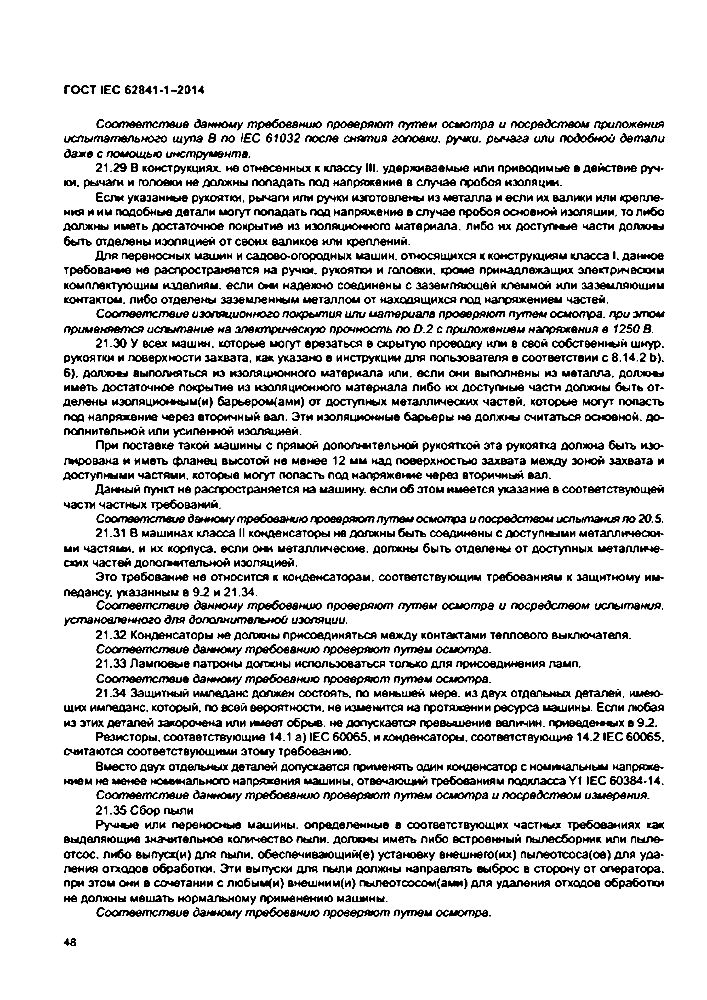 ГОСТ IEC 62841-1–2014
Соответствие данному требованию проверяют путем осмотра и посредством приложения
испытательного щупа В по IEC 61032 после снятия головки, ручки, рычага или подобной детали
даже с помощью инструмента.
21.29 В конструкциях, не отнесенных к классу III, удерживаемые или приводимые в действие руч-
ки, рычаги и головки не должны попадать под напряжение в случае пробоя изоляции.
Если указанные рукоятки, рычаги или ручки изготовлены из металла и если их валики или крепле-
ния и им подобные детали могут попадать под напряжение в случае пробоя основной изоляции, то либо
должны иметь достаточное покрытие из изоляционного материала, либо их доступные части должны
быть отделены изоляцией от своих валиков или креплений.
Для переносных машин и садово-огородных машин, относящихся к конструкциям класса I, данное
требование не распространяется на ручки, рукоятки и головки, кроме принадлежащих электрическим
комплектующим изделиям, если они надежно соединены с заземляющей клеммой или заземляющим
контактом, либо отделены заземленным металлом от находящихся под напряжением частей.
Соответствие изоляционного покрытия или материала проверяют путем осмотра, при этом
применяется испытание на электрическую прочность по D.2 с приложением напряжения в 1250 В.
21.30 У всех машин, которые могут врезаться в скрытую проводку или в свой собственный шнур,
рукоятки и поверхности захвата, как указано в инструкции для пользователя в соответствии с 8.14.2 b),
6), должны выполняться из изоляционного материала или, если они выполнены из металла, должны
иметь достаточное покрытие из изоляционного материала либо их доступные части должны быть от-
делены изоляционным(и) барьером(ами) от доступных металлических частей, которые могут попасть
под напряжение через вторичный вал. Эти изоляционные барьеры не должны считаться основной, до-
полнительной или усиленной изоляцией.
При поставке такой машины с прямой дополнительной рукояткой эта рукоятка должна быть изо-
лирована и иметь фланец высотой не менее 12 мм над поверхностью захвата между зоной захвата и
доступными частями, которые могут попасть под напряжение через вторичный вал.
Данный пункт не распространяется на машину, если об этом имеется указание в соответствующей
части частных требований.
Соответствие данному требованию проверяют путем осмотра и посредством испытания по 20.5.
21.31 В машинах класса II конденсаторы не должны быть соединены с доступными металлически-
ми частями, и их корпуса, если они металлические, должны быть отделены от доступных металличе-
ских частей дополнительной изоляцией.
Это требование не относится к конденсаторам, соответствующим требованиям к защитному им-
педансу, указанным в 9.2 и 21.34.
Соответствие данному требованию проверяют путем осмотра и посредством испытания,
установленного для дополнительной изоляции.
21.32 Конденсаторы не должны присоединяться между контактами теплового выключателя.
Соответствие данному требованию проверяют путем осмотра.
21.33 Ламповые патроны должны использоваться только для присоединения ламп.
Соответствие данному требованию проверяют путем осмотра.
21.34 Защитный импеданс должен состоять, по меньшей мере, из двух отдельных деталей, имею-
щих импеданс, который, по всей вероятности, не изменится на протяжении ресурса машины. Если любая
из этих деталей закорочена или имеет обрыв, не допускается превышение величин, приведенных в 9.2.
Резисторы, соответствующие 14.1 а) IEC 60065, и конденсаторы, соответствующие 14.2 IEC 60065,
считаются соответствующими этому требованию.
Вместо двух отдельных деталей допускается применять один конденсатор с номинальным напряже-
нием не менее номинального напряжения машины, отвечающий требованиям подкласса Y1 IEC 60384-14.
Соответствие данному требованию проверяют путем осмотра и посредством измерения.
21.35 Сбор пыли
Ручные или переносные машины, определенные в соответствующих частных требованиях как
выделяющие значительное количество пыли, должны иметь либо встроенный пылесборник или пыле-
отсос, либо выпуск(и) для пыли, обеспечивающий(е) установку внешнего(их) пылеотсоса(ов) для уда-
ления отходов обработки. Эти выпуски для пыли должны направлять выброс в сторону от оператора,
при этом они в сочетании с любым(и) внешним(и) пылеотсосом(ами) для удаления отходов обработки
не должны мешать нормальному применению машины.
Соответствие данному требованию проверяют путем осмотра.
48